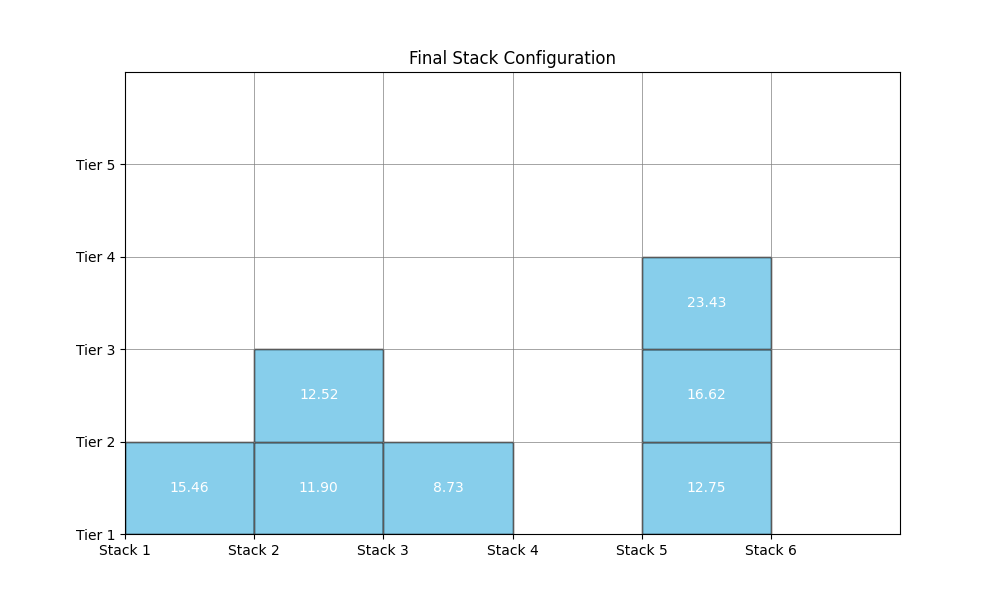 Final Stack Configuration
Tier 5
Tier 4
23.43
Tier 3
12.52 16.62
Tier 2
15.46 11.90 8.73 12.75
Tier 1
Stack 1 Stack 2 Stack 3 Stack 4 Stack 5 Stack 6